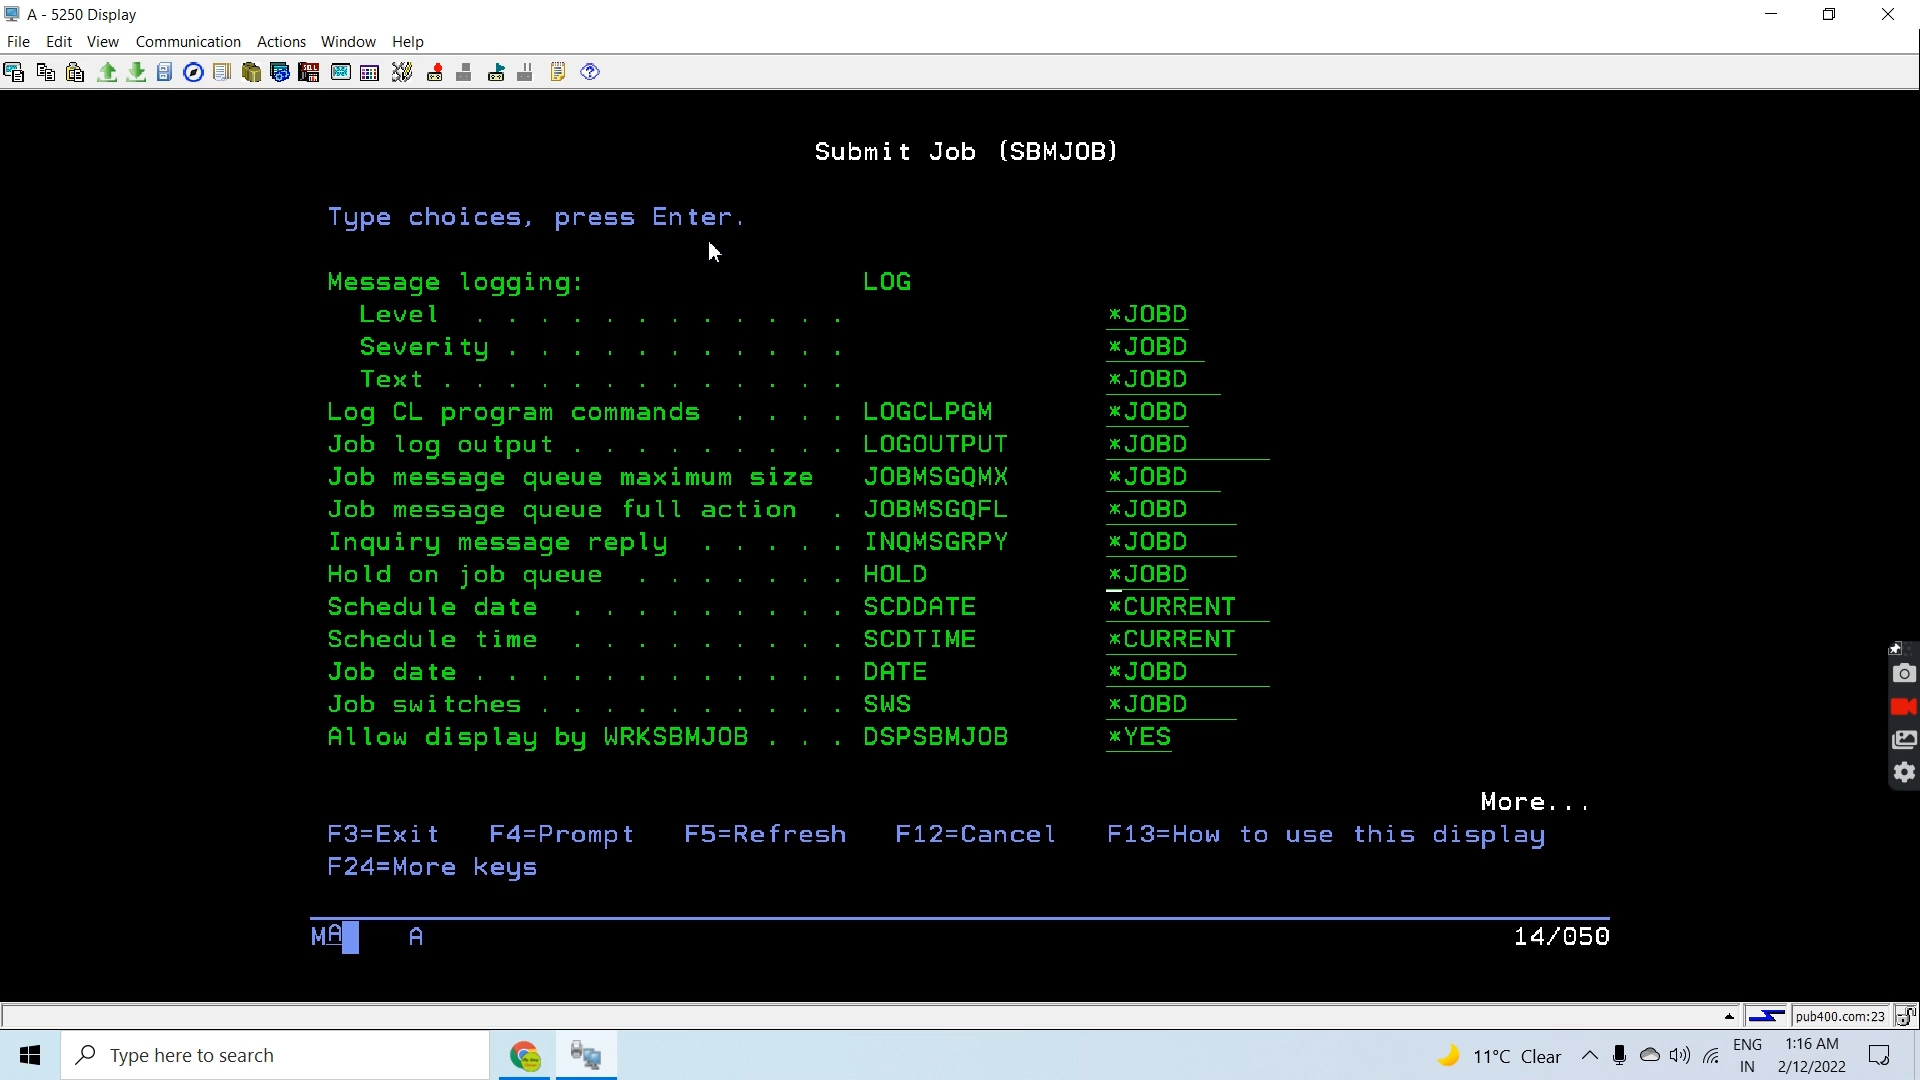 A - 5250 Display
File Edit View Communication Actions Window Help
Submit Job (SBMJOB)
Type choices, press Enter.
Message logging: LOG
Level . . . . . . . . . . . . *JOBD
Severity . . . . . . . . . . . *JOBD
Text . . . . . . . . . . . . . *JOBD
Log CL program commands . . . . LOGCLPGM *JOBD
Job log output . . . . . . . . . LOGOUTPUT *JOBD
Job message queue maximum size JOBMSGQMX *JOBD
Job message queue full action . JOBMSGQFL *JOBD
Inquiry message reply . . . . . INQMSGRPY *JOBD
Hold on job queue . . . . . . . HOLD *JOBD
Schedule date . . . . . . . . . SCDDATE *CURRENT
Schedule time . . . . . . . . . SCDTIME *CURRENT
Job date . . . . . . . . . . . . DATE *JOBD
Job switches . . . . . . . . . . SWS *JOBD
Allow display by WRKSBMJOB . . . DSPSBMJOB *YES
More...
F3=Exit F4=Prompt F5=Refresh F12=Cancel F13=How to use this display
F24=More keys
MA A 14/050
pub400.com:23
Type here to search
11°C Clear
ENG
IN
1:16 AM
2/12/2022